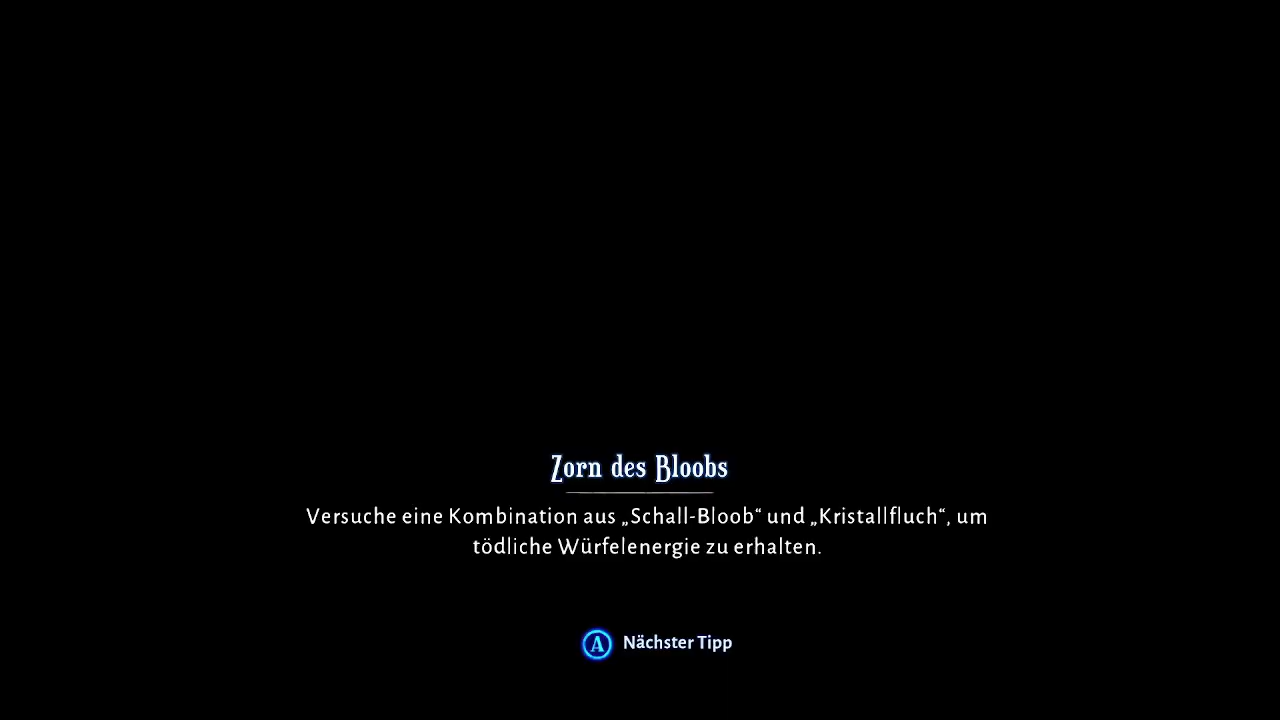 Zorn des Bloobs
Versuche eine Kombination aus „Schall-Bloob“ und „Kristallfluch“, um
tödliche Würfelenergie zu erhalten.
A Nächster Tipp